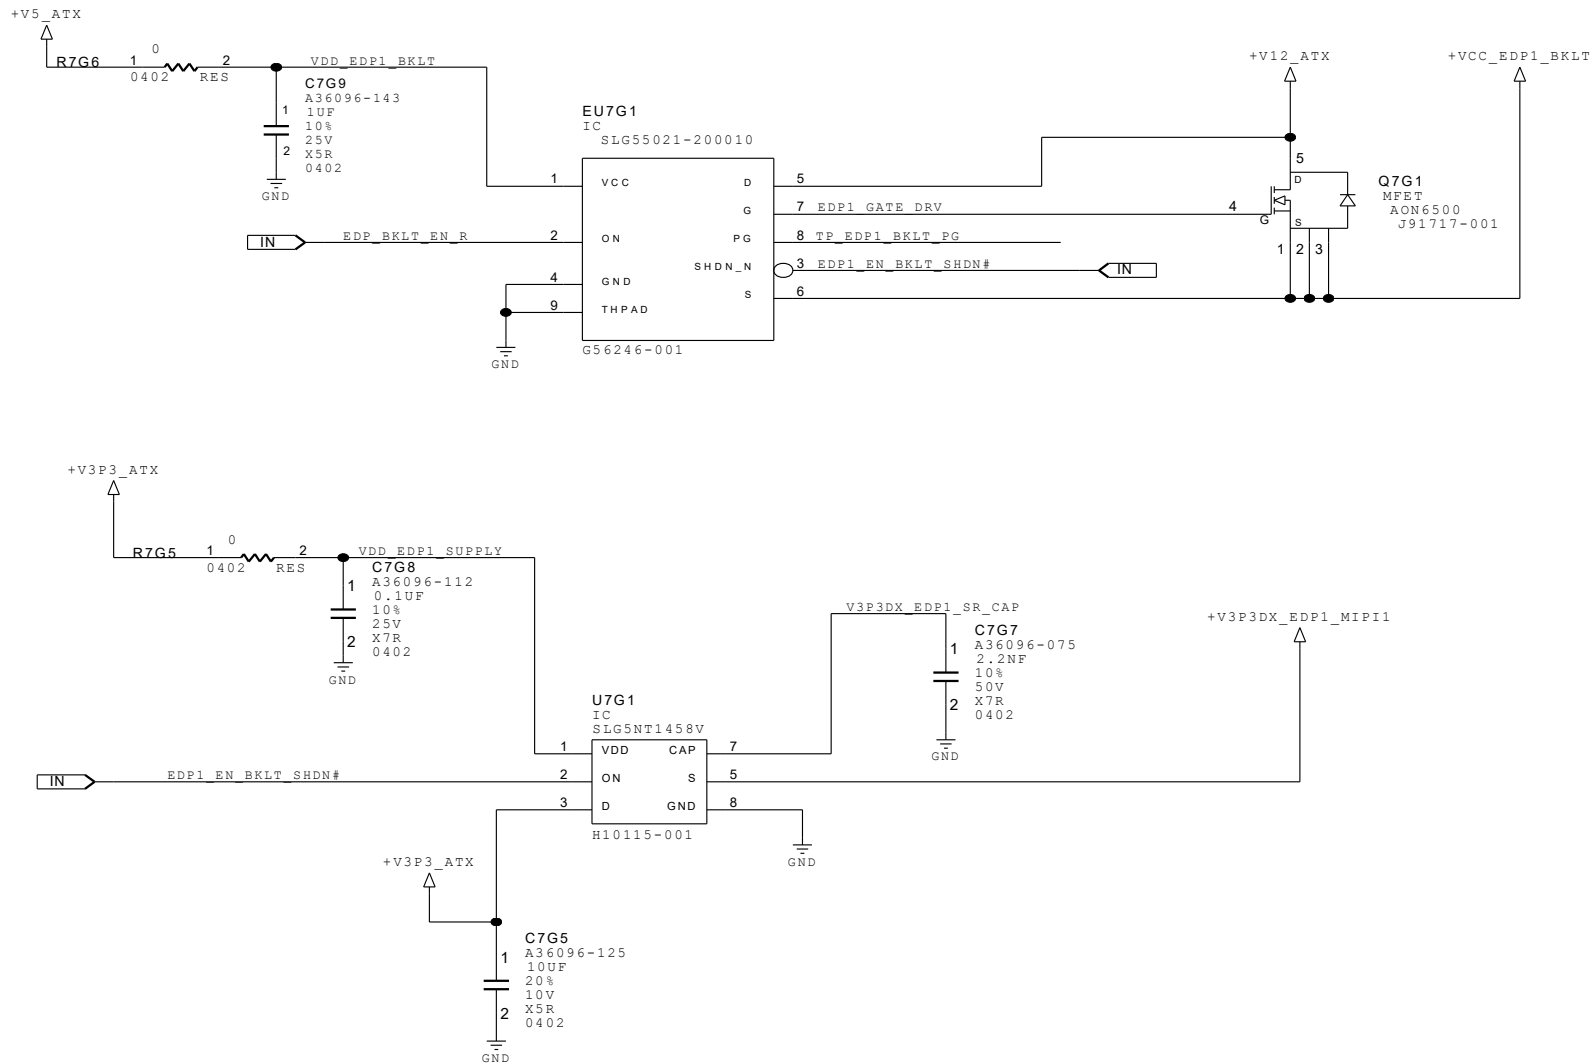 +V5_ATX
R7G6 1 0 2 VDD_EDP1_BKLT
0402 RES
C7G9
A36096-143
1 1UF
10%
25V
2 X5R
0402
GND
EU7G1
IC
SLG55021-200010
1 VCC D 5
G 7 EDP1_GATE_DRV 4
IN EDP_BKLT_EN_R 2 ON PG 8 TP_EDP1_BKLT_PG
SHDN_N 3 EDP1_EN_BKLT_SHDN# IN
4 GND S 6
9 THPAD
G56246-001
GND
+V12_ATX
+VCC_EDP1_BKLT
5
D
G
S
1 2 3
Q7G1
MFET
AON6500
J91717-001
+V3P3_ATX
R7G5 1 0 2 VDD_EDP1_SUPPLY
0402 RES
C7G8
1 A36096-112
0.1UF
10%
25V
2 X7R
0402
GND
V3P3DX_EDP1_SR_CAP
C7G7
1 A36096-075
2.2NF
10%
50V
2 X7R
0402
GND
+V3P3DX_EDP1_MIPI1
U7G1
IC
SLG5NT1458V
1 VDD CAP 7
IN EDP1_EN_BKLT_SHDN# 2 ON S 5
3 D GND 8
H10115-001
GND
+V3P3_ATX
C7G5
1 A36096-125
10UF
20%
10V
2 X5R
0402
GND